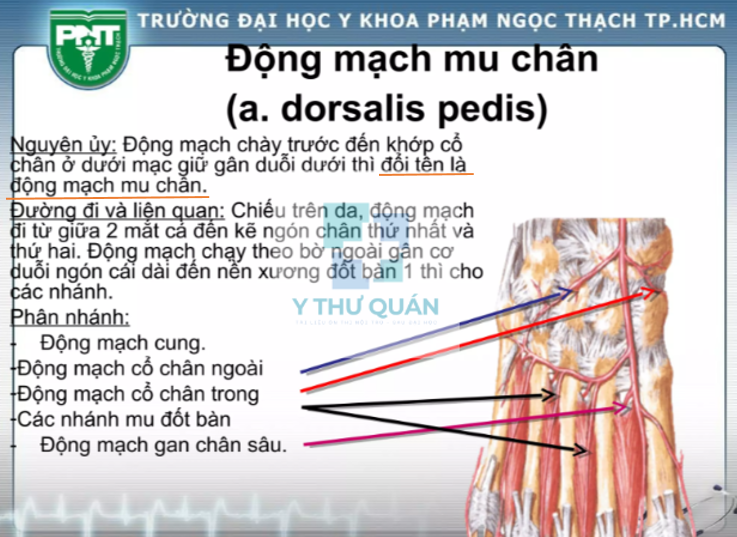 TRƯỜNG ĐẠI HỌC Y KHOA PHẠM NGỌC THẠCH TP.HCM
PNT
Động mạch mu chân
(a. dorsalis pedis)
Nguyên ủy: Động mạch chày trước đến khớp cổ
chân ở dưới mạc giữ gân duỗi dưới thì đổi tên là
động mạch mu chân.
Đường đi và liên quan: Chiếu trên da, động mạch
đi từ giữa 2 mắt cá đến kẽ ngón chân thứ nhất và
thứ hai. Động mạch chạy theo bờ ngoài gân cơ
duỗi ngón cái dài đến nền xương đốt bàn 1 thì cho
các nhánh.
Y THƯ QUÁN
Phân nhánh:
- Động mạch cung.
-Động mạch cổ chân ngoài
-Động mạch cổ chân trong
-Các nhánh mu đốt bàn
- Động mạch gan chân sâu.